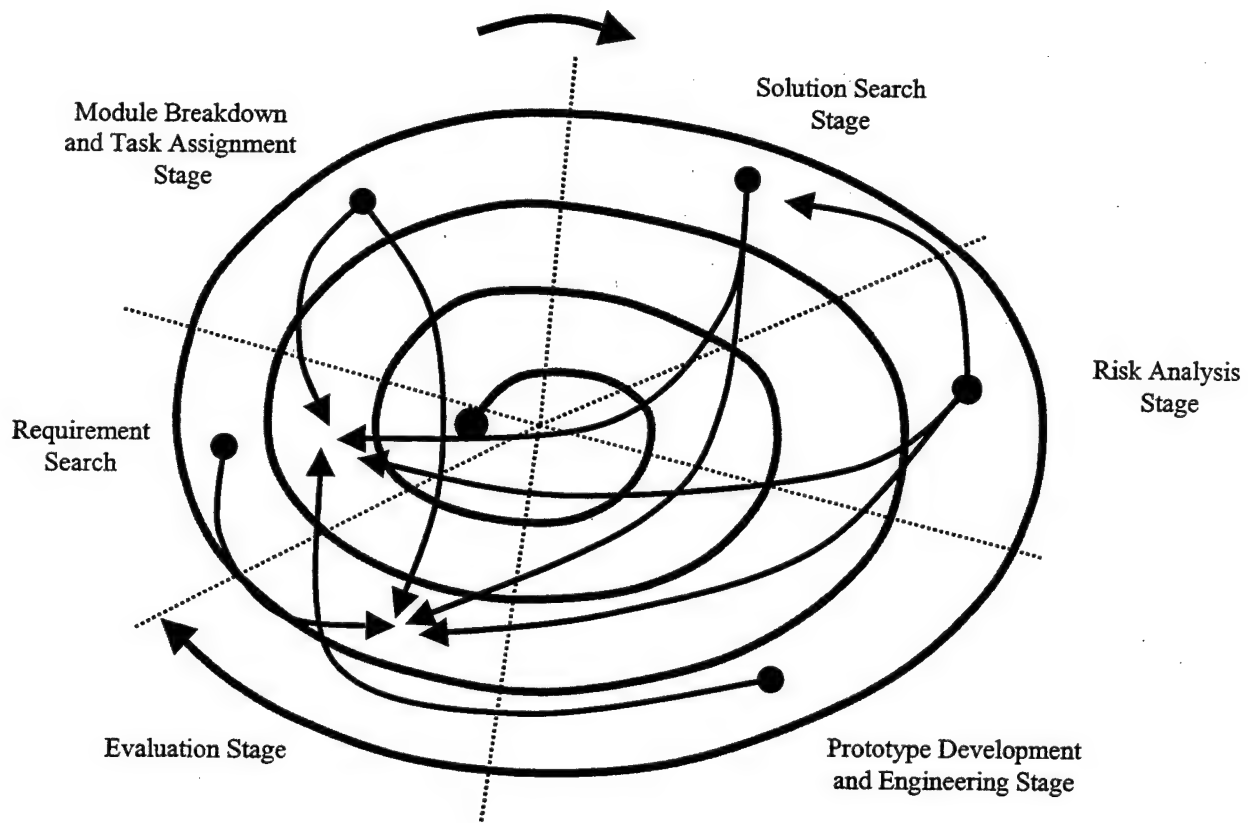 Solution Search
Stage
Module Breakdown
and Task Assignment
Stage
Risk Analysis
Stage
Requirement
Search
Evaluation Stage
Prototype Development
and Engineering Stage